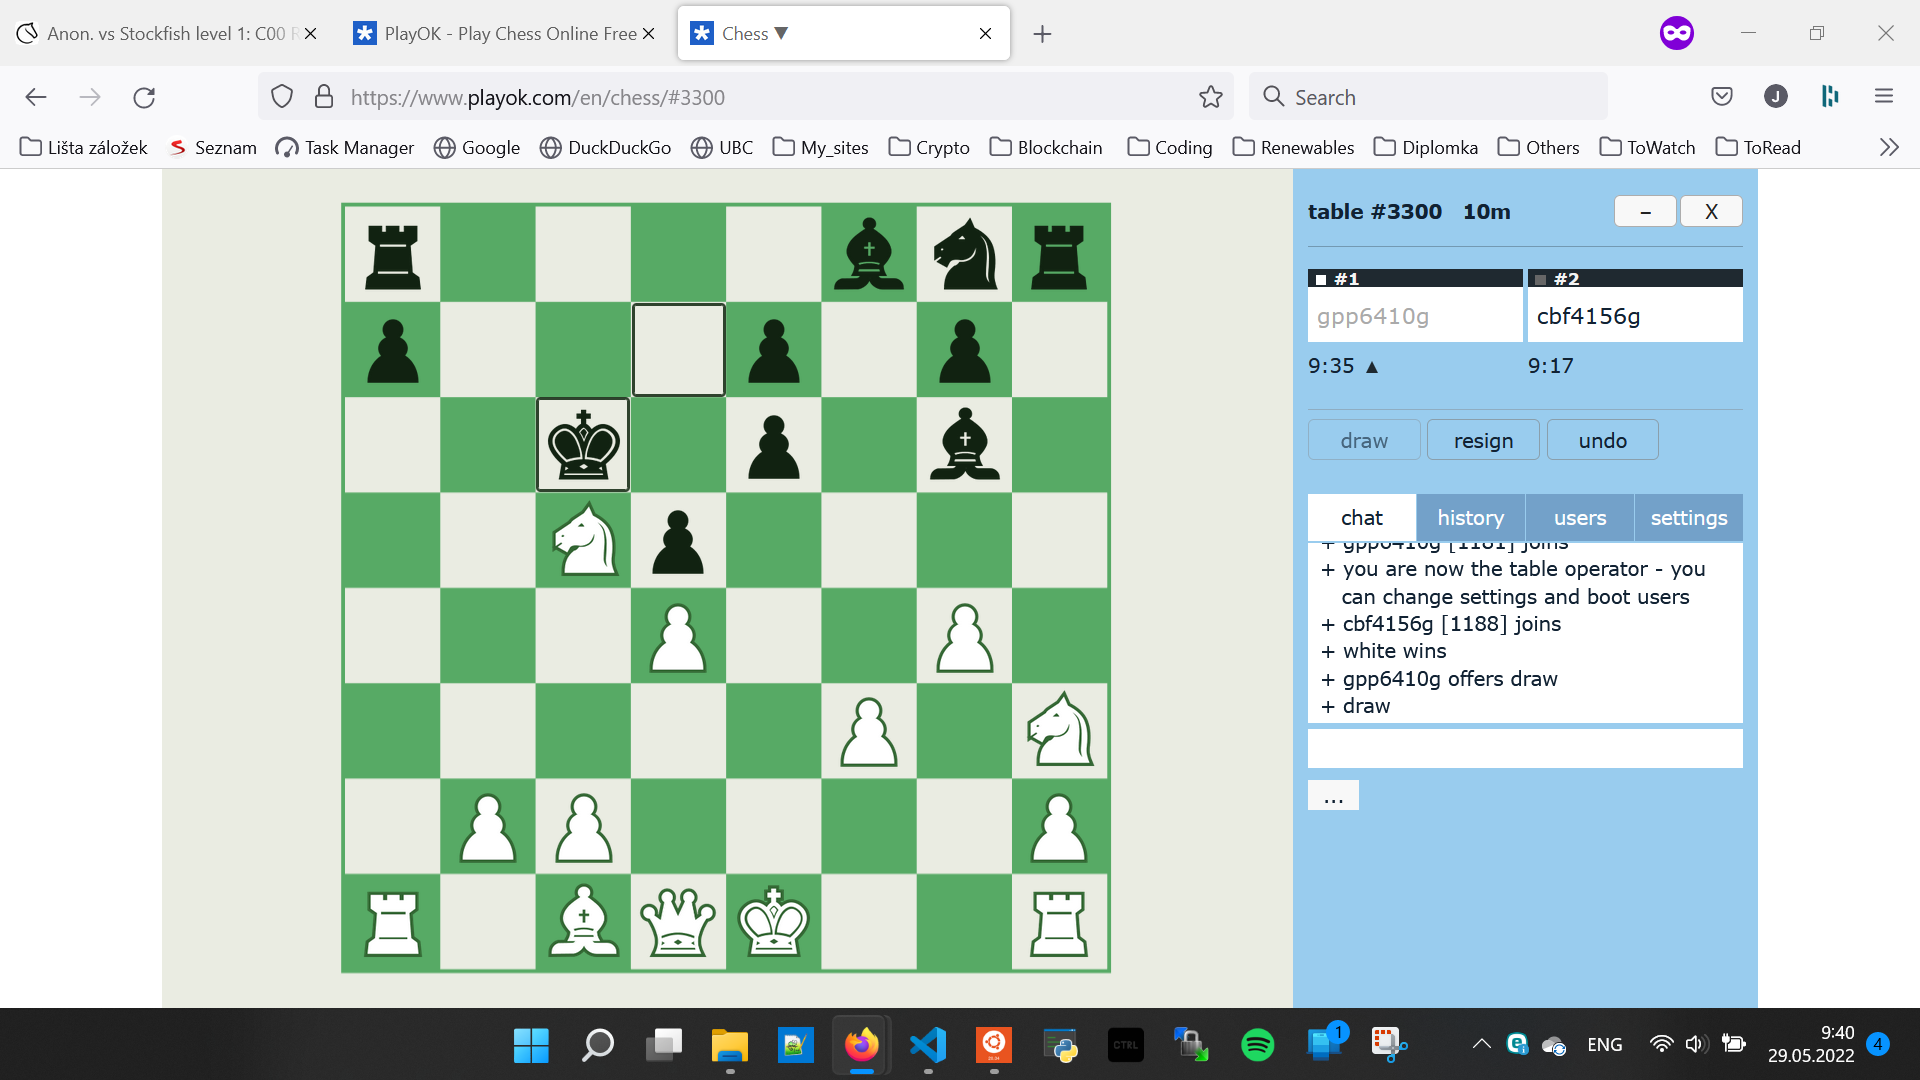 Anon. vs Stockfish level 1: C00 R
PlayOK - Play Chess Online Free
Chess ▼
https://www.playok.com/en/chess/#3300
Search
J
Lišta záložek
Seznam
Task Manager
Google
DuckDuckGo
UBC
My_sites
Crypto
Blockchain
Coding
Renewables
Diplomka
Others
ToWatch
ToRead
table #3300 10m
–
X
#1
#2
gpp6410g
cbf4156g
9:35 ▲
9:17
draw
resign
undo
chat
history
users
settings
+ gpp6410g [1181] joins
+ you are now the table operator - you
can change settings and boot users
+ cbf4156g [1188] joins
+ white wins
+ gpp6410g offers draw
+ draw
...
CTRL
1
ENG
9:40
29.05.2022
4